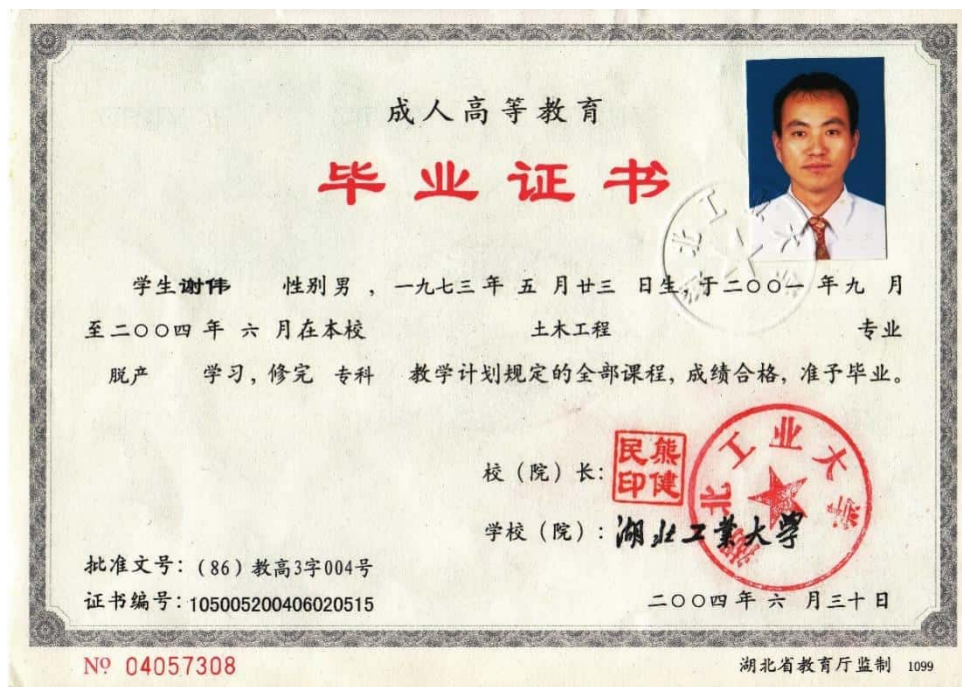 成人高等教育
毕业证书
学生谢伟 性别男，一九七三年 五 月廿三 日生，于二〇〇一年九 月
至二〇〇四年 六 月在本校 土木工程 专业
脱产 学习，修完 专科 教学计划规定的全部课程，成绩合格，准予毕业。
校（院）长：
熊健民印
学校（院）：湖北工业大学
湖北工业大学
批准文号：(86)教高3字004号
证书编号：105005200406020515
二〇〇四年 六 月三十日
№ 04057308
湖北省教育厅监制 1099